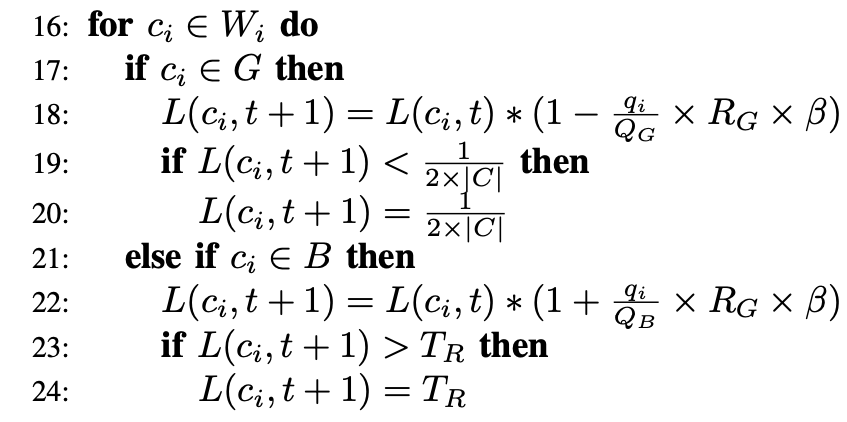 16: for c_i ∈ W_i do
17: if c_i ∈ G then
18: L(c_i, t + 1) = L(c_i, t) * (1 − q_i/Q_G × R_G × β)
19: if L(c_i, t + 1) < 1/(2×|C|) then
20: L(c_i, t + 1) = 1/(2×|C|)
21: else if c_i ∈ B then
22: L(c_i, t + 1) = L(c_i, t) * (1 + q_i/Q_B × R_G × β)
23: if L(c_i, t + 1) > T_R then
24: L(c_i, t + 1) = T_R